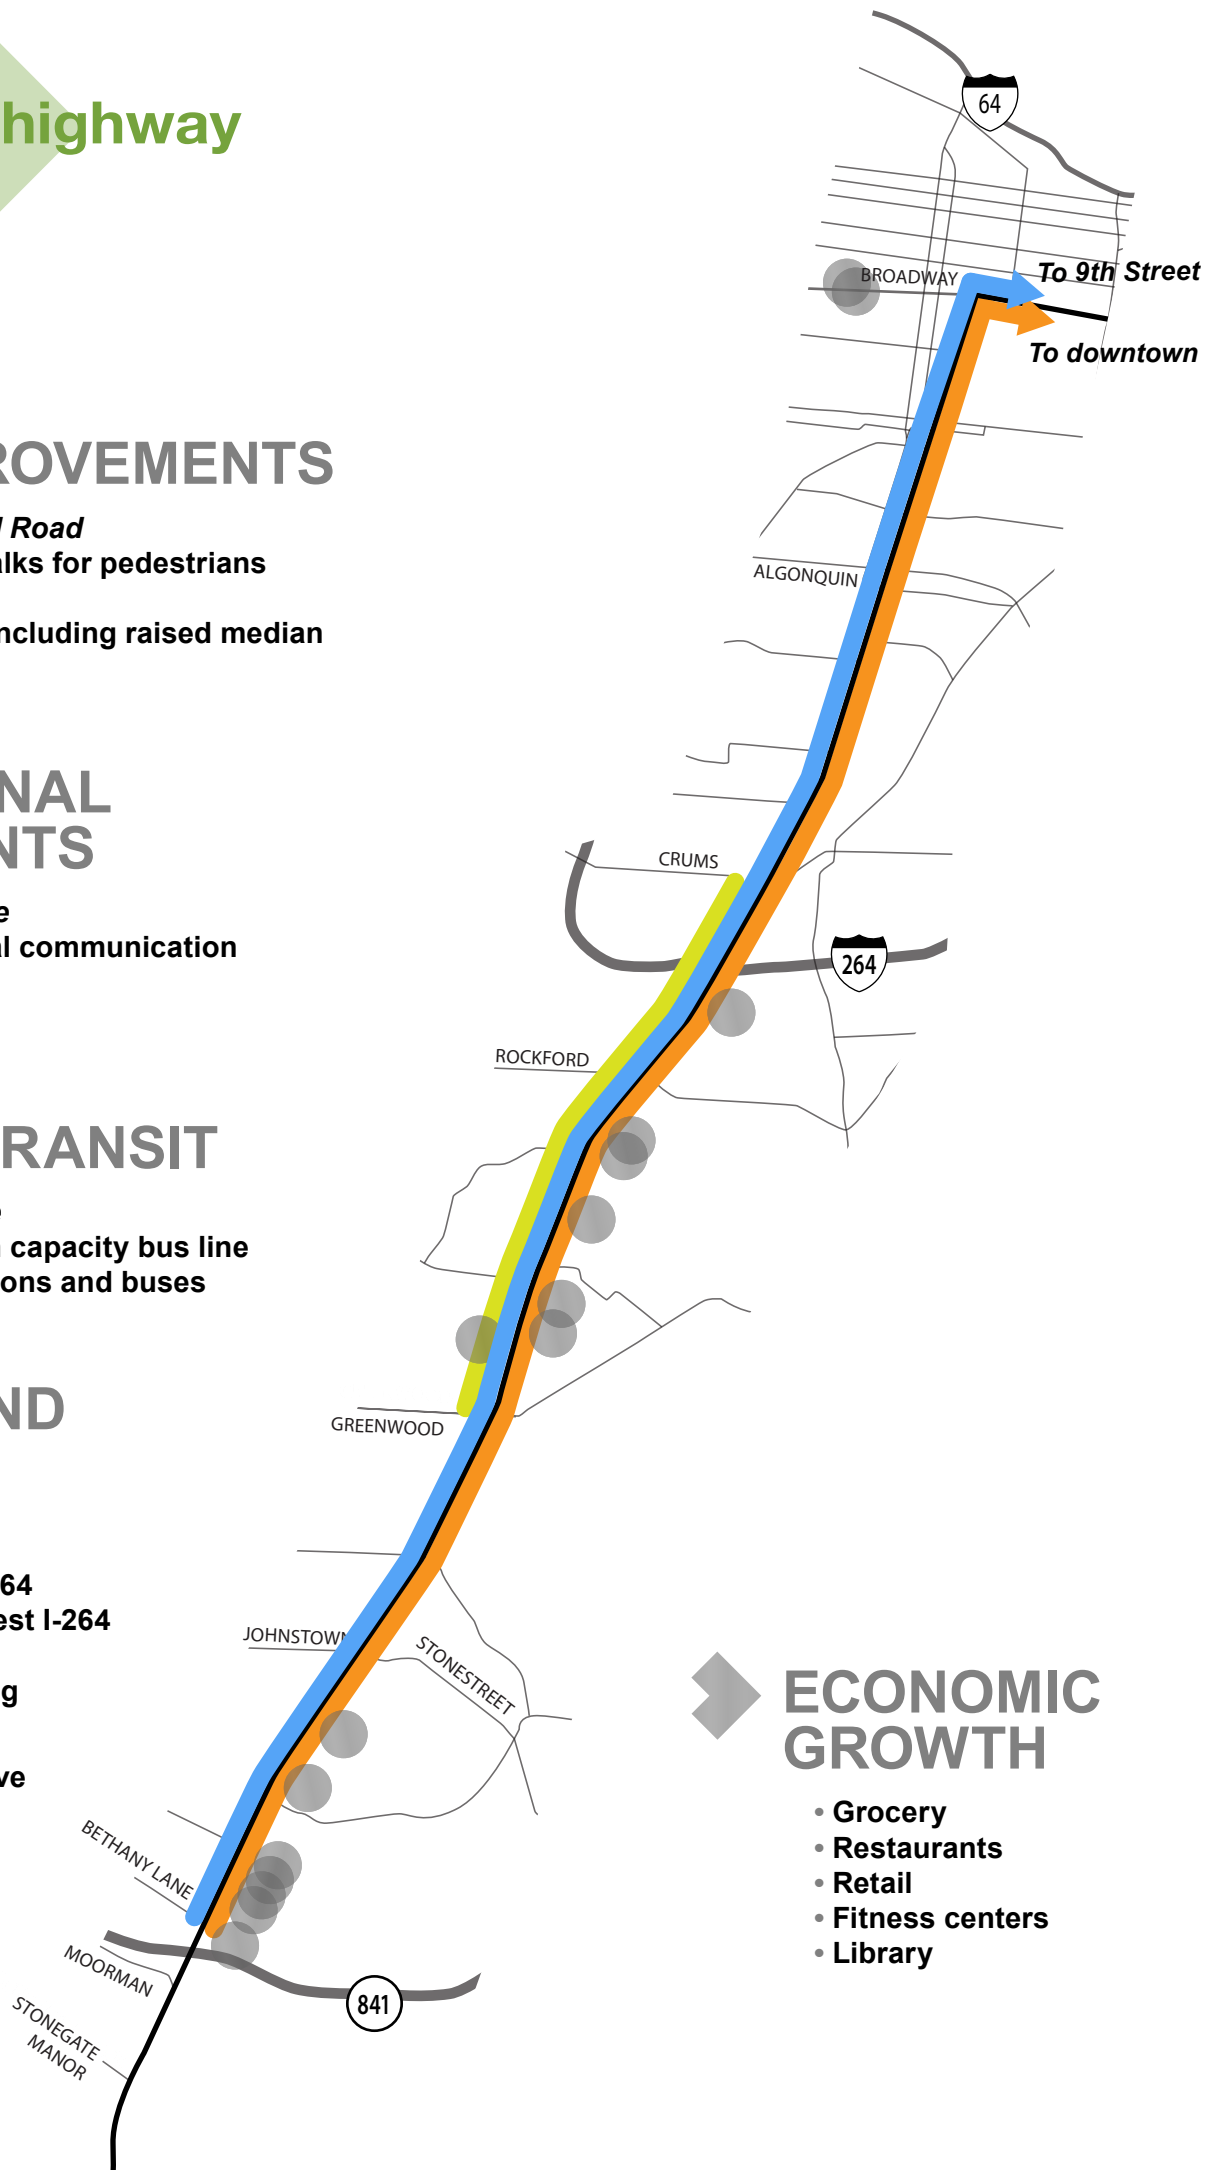 highway
64
BROADWAY
To 9th Street
To downtown
ROVEMENTS
Road
alks for pedestrians
ncluding raised median
ALGONQUIN
NAL
NTS
e
al communication
CRUMS
264
ROCKFORD
RANSIT
capacity bus line
ons and buses
ND
GREENWOOD
64
est I-264
g
ve
JOHNSTOWN
STONESTREET
ECONOMIC
GROWTH
• Grocery
• Restaurants
• Retail
• Fitness centers
• Library
BETHANY LANE
MOORMAN
841
STONEGATE
MANOR